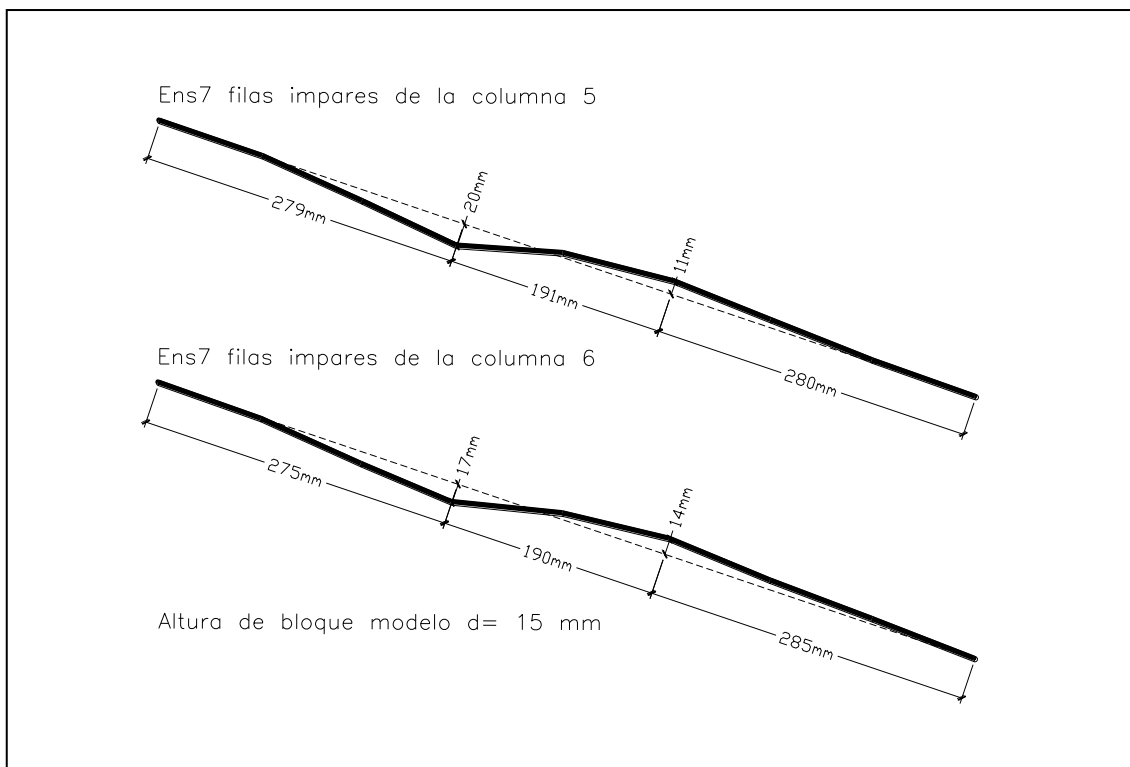 Ens7 filas impares de la columna 5
20mm
279mm
11mm
191mm
280mm
Ens7 filas impares de la columna 6
17mm
275mm
14mm
190mm
285mm
Altura de bloque modelo d= 15 mm